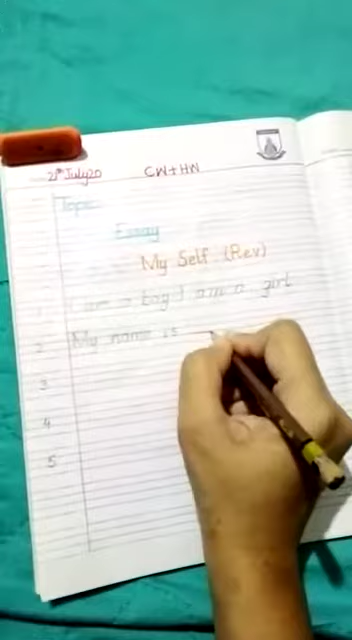 21st July20 CW+HW
Topic:
Essay
My Self. (Rev)
1 I am a boy / I am a girl
2 My name is
3
4
5